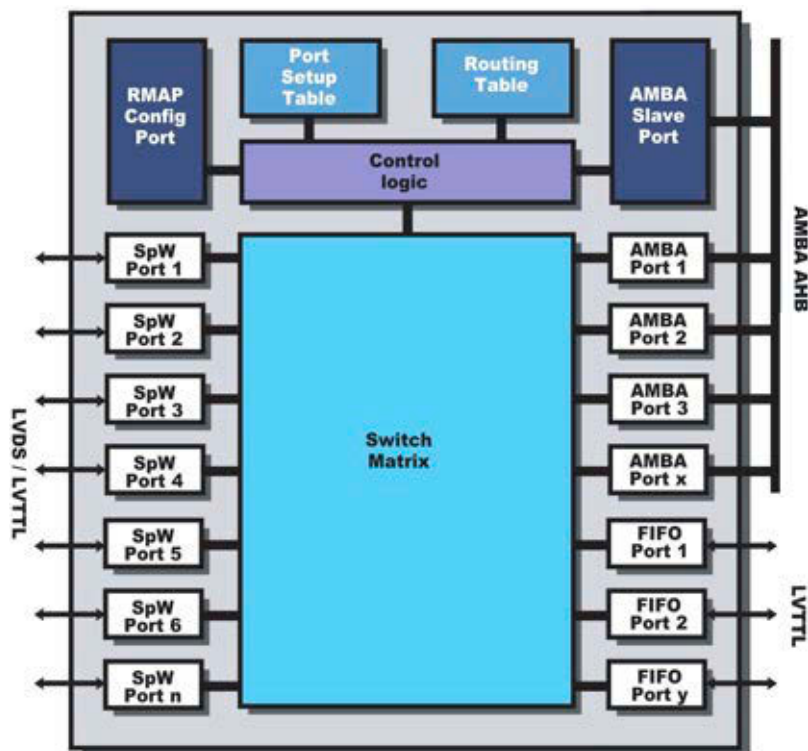 RMAP
Config
Port
Port
Setup
Table
Routing
Table
AMBA
Slave
Port
Control
logic
SpW
Port 1
SpW
Port 2
SpW
Port 3
SpW
Port 4
SpW
Port 5
SpW
Port 6
SpW
Port n
Switch
Matrix
AMBA
Port 1
AMBA
Port 2
AMBA
Port 3
AMBA
Port x
FIFO
Port 1
FIFO
Port 2
FIFO
Port y
LVDS / LVTTL
AMBA AHB
LVTTL